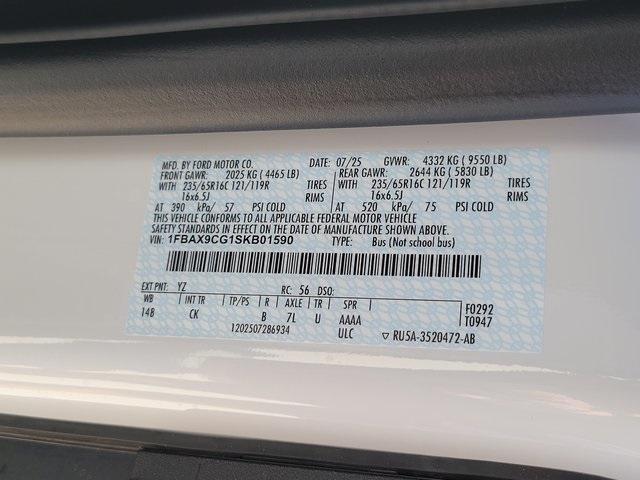 MFD. BY FORD MOTOR CO. DATE: 07/25 GVWR: 4332 KG ( 9550 LB)
FRONT GAWR: 2025 KG ( 4465 LB) REAR GAWR: 2644 KG ( 5830 LB)
WITH 235/65R16C 121/119R TIRES WITH 235/65R16C 121/119R TIRES
16x6.5J RIMS 16x6.5J RIMS
AT 390 kPa/ 57 PSI COLD AT 520 kPa/ 75 PSI COLD
THIS VEHICLE CONFORMS TO ALL APPLICABLE FEDERAL MOTOR VEHICLE
SAFETY STANDARDS IN EFFECT ON THE DATE OF MANUFACTURE SHOWN ABOVE.
VIN: 1FBAX9CG1SKB01590 TYPE: Bus (Not school bus)
EXT PNT: YZ RC: 56 DSO:
WB INT TR TP/PS R AXLE TR SPR F0292
148 CK B 7L U AAAA T0947
1202507286934 ULC ▽ RU5A-3520472-AB